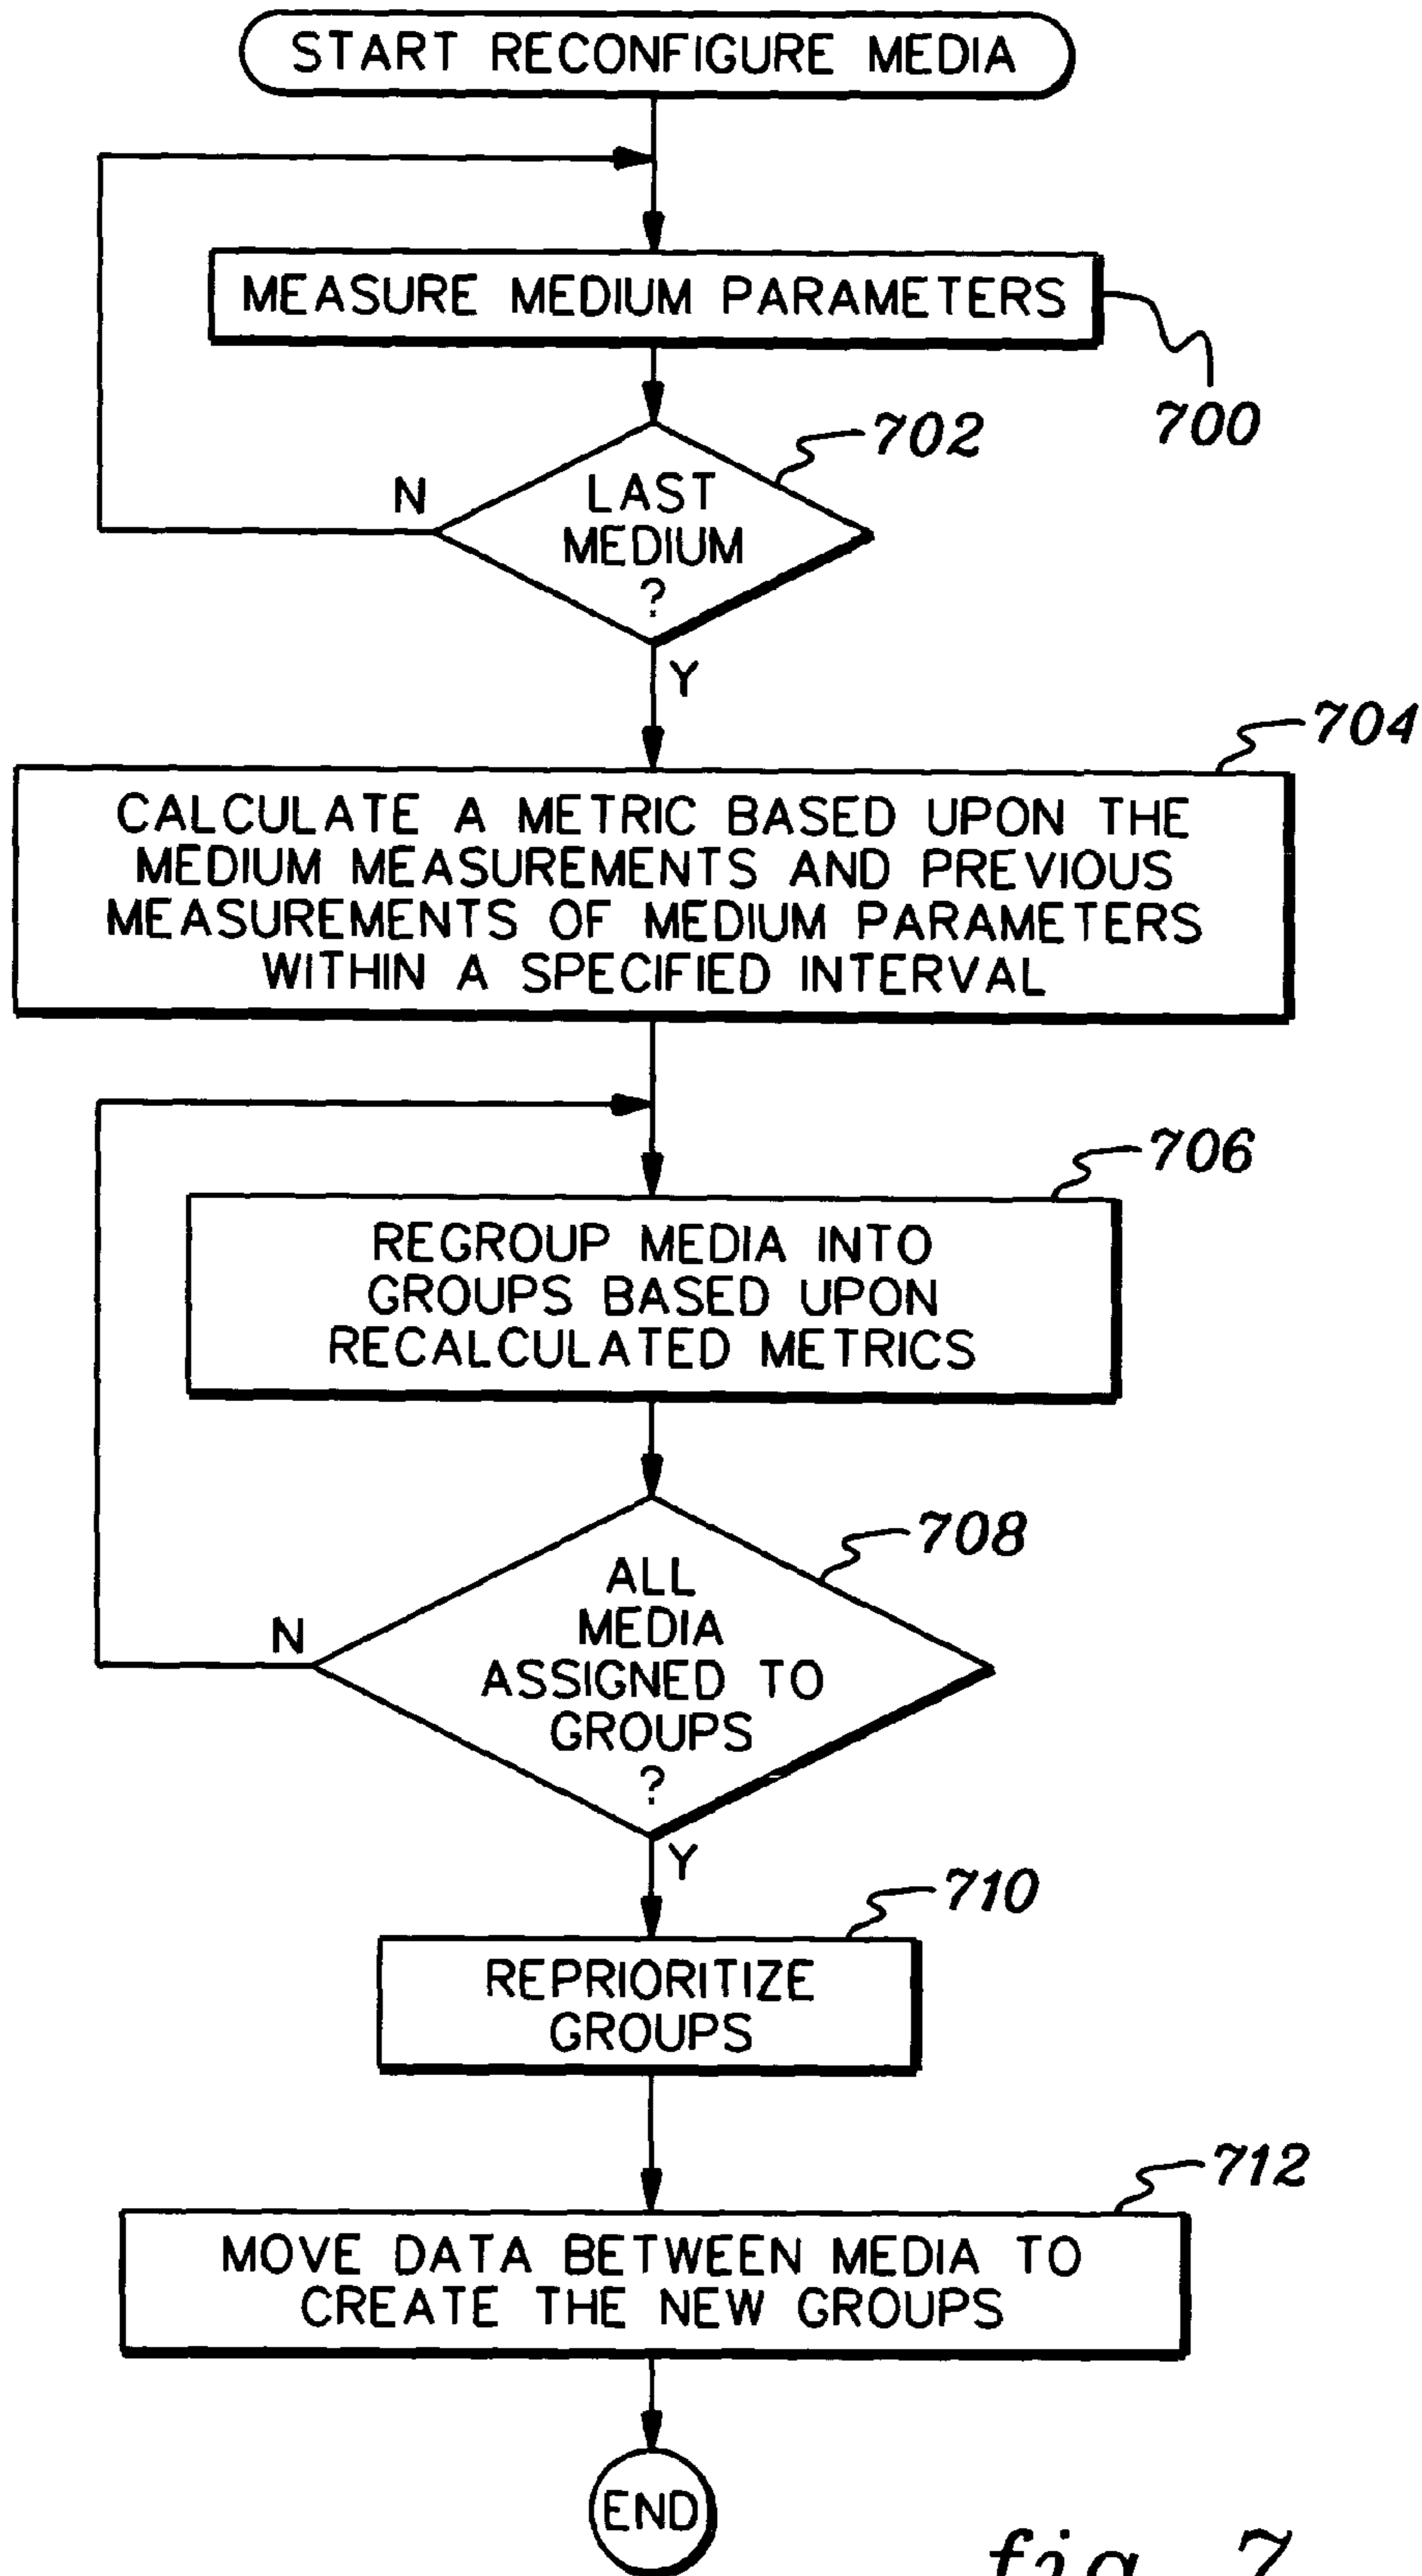 START RECONFIGURE MEDIA
MEASURE MEDIUM PARAMETERS
700
702
N
LAST
MEDIUM
?
Y
704
CALCULATE A METRIC BASED UPON THE
MEDIUM MEASUREMENTS AND PREVIOUS
MEASUREMENTS OF MEDIUM PARAMETERS
WITHIN A SPECIFIED INTERVAL
706
REGROUP MEDIA INTO
GROUPS BASED UPON
RECALCULATED METRICS
708
N
ALL
MEDIA
ASSIGNED TO
GROUPS
?
Y
710
REPRIORITIZE
GROUPS
712
MOVE DATA BETWEEN MEDIA TO
CREATE THE NEW GROUPS
END
fig. 7